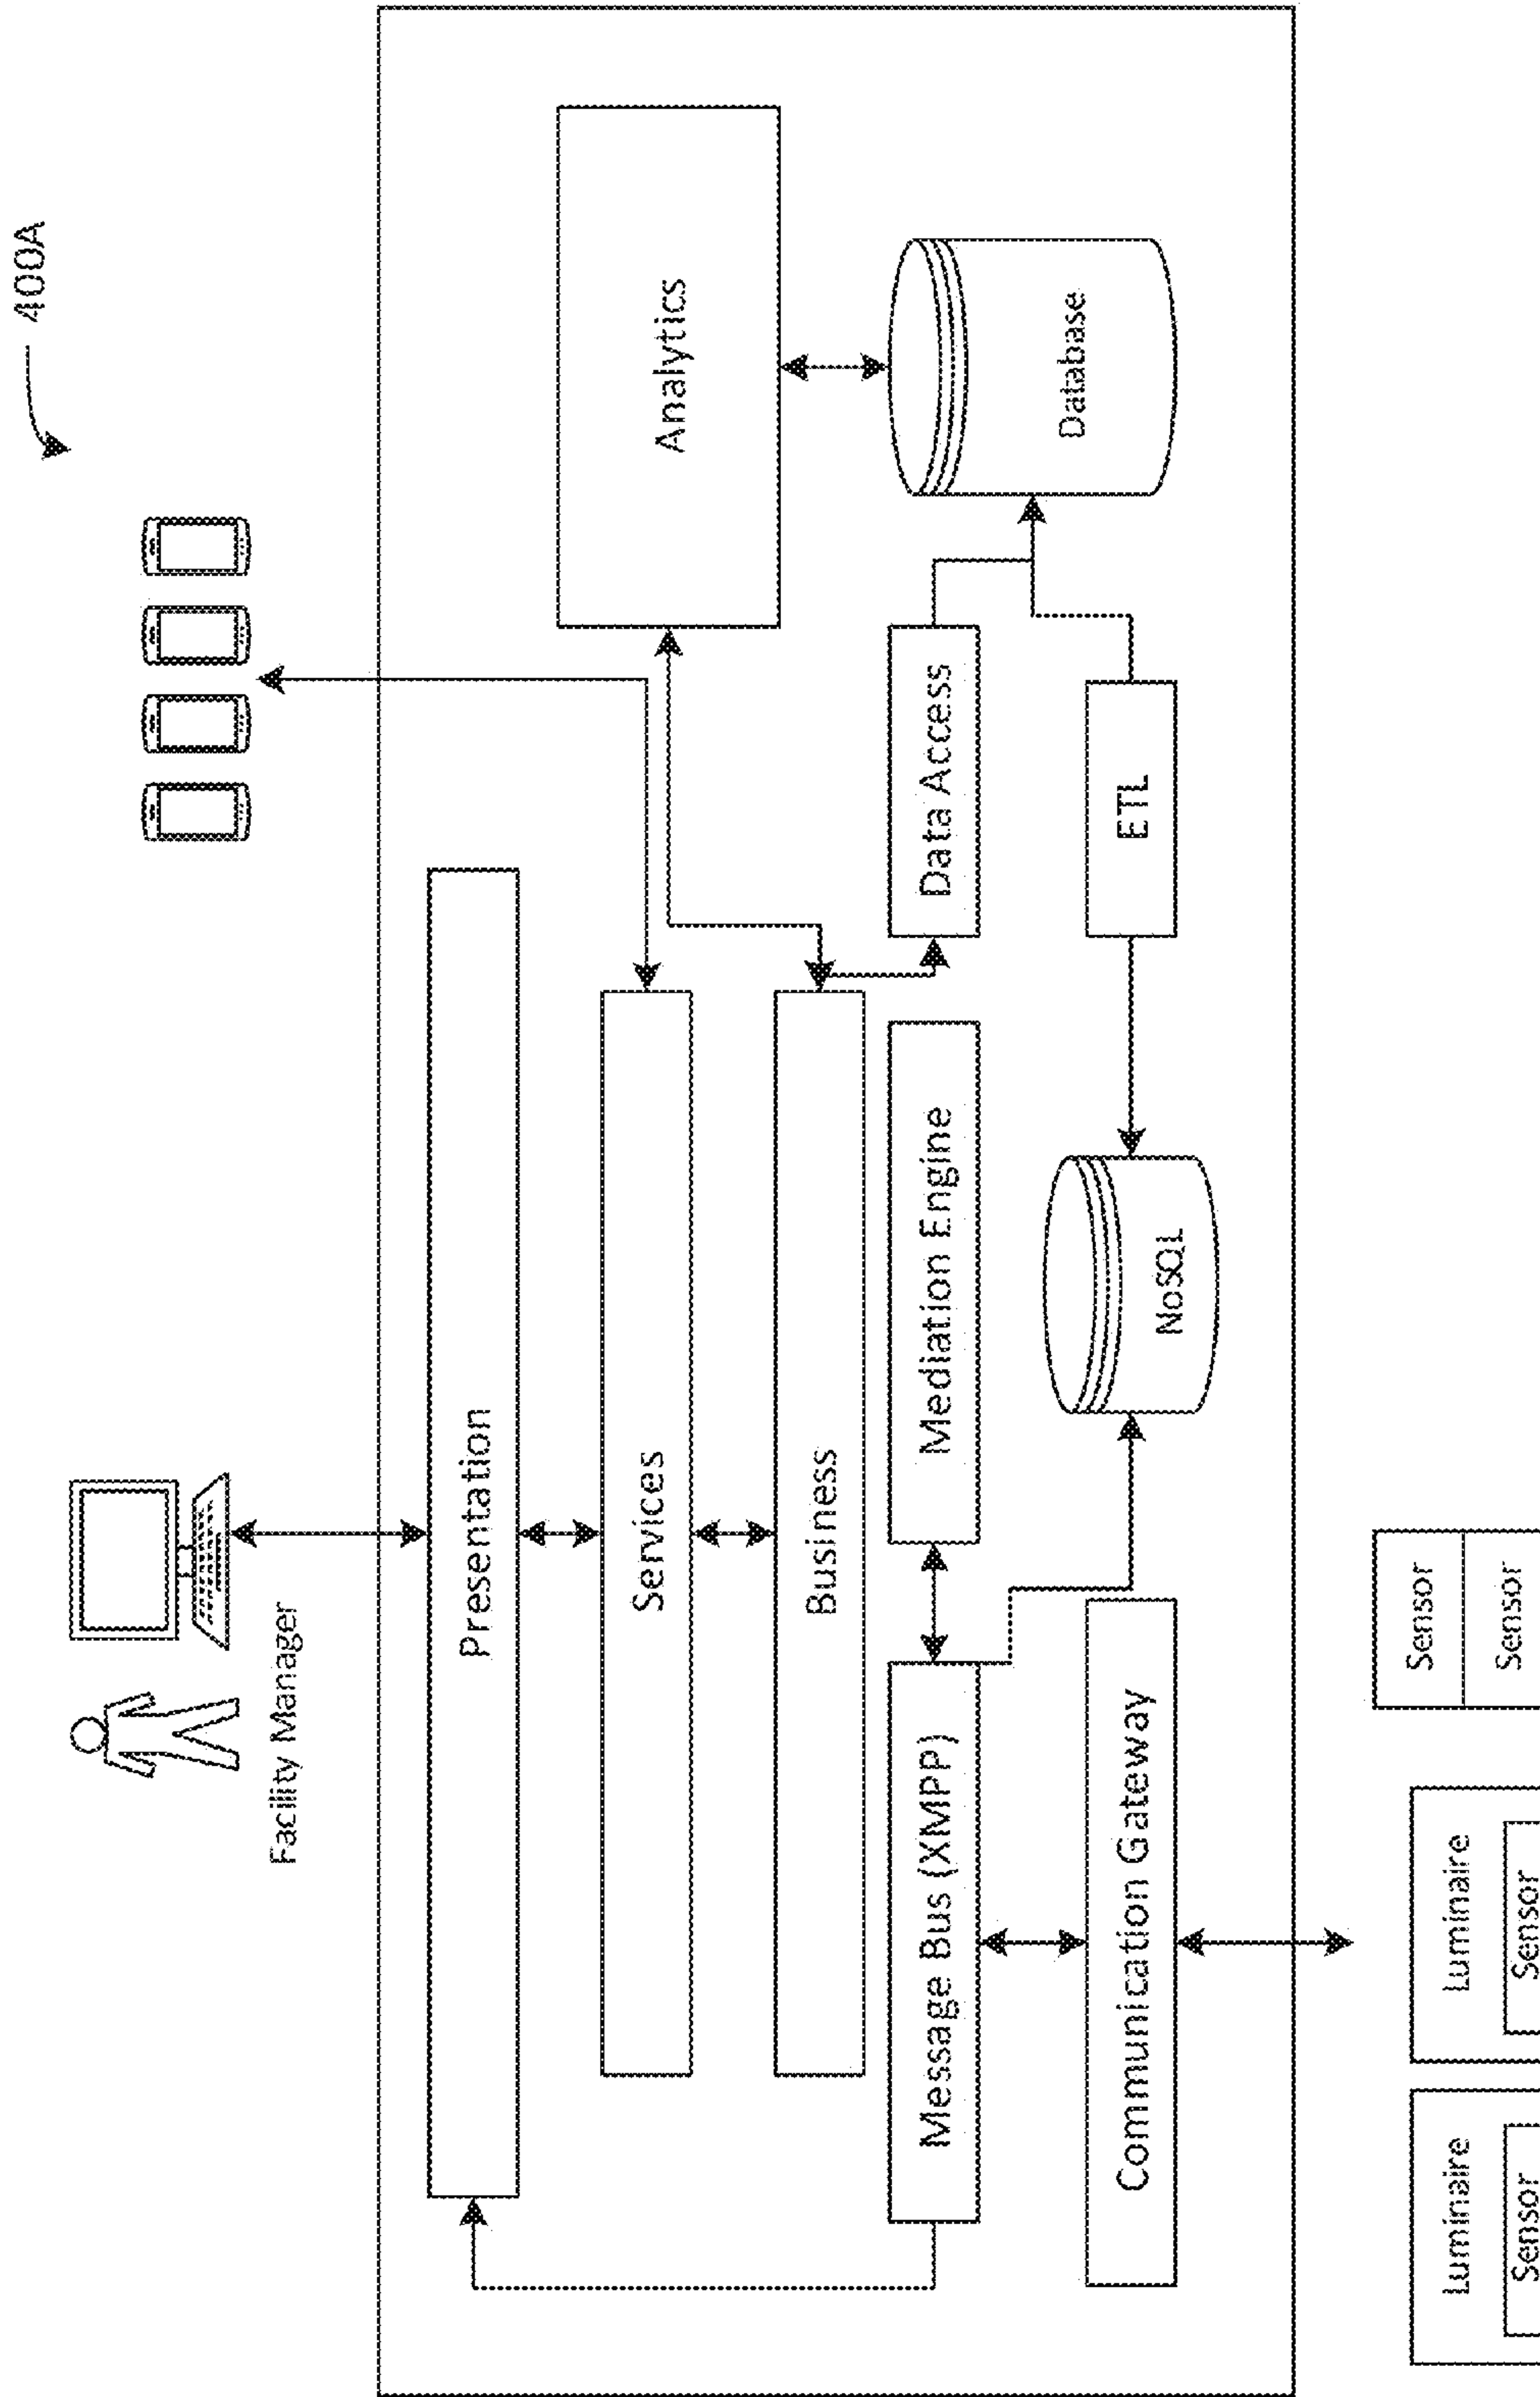 400A
Facility Manager
Presentation
Services
Analytics
Business
Message Bus (XMPP)
Mediation Engine
Data Access
Database
Communication Gateway
NoSQL
ETL
Luminaire
Sensor
Luminaire
Sensor
Sensor
Sensor